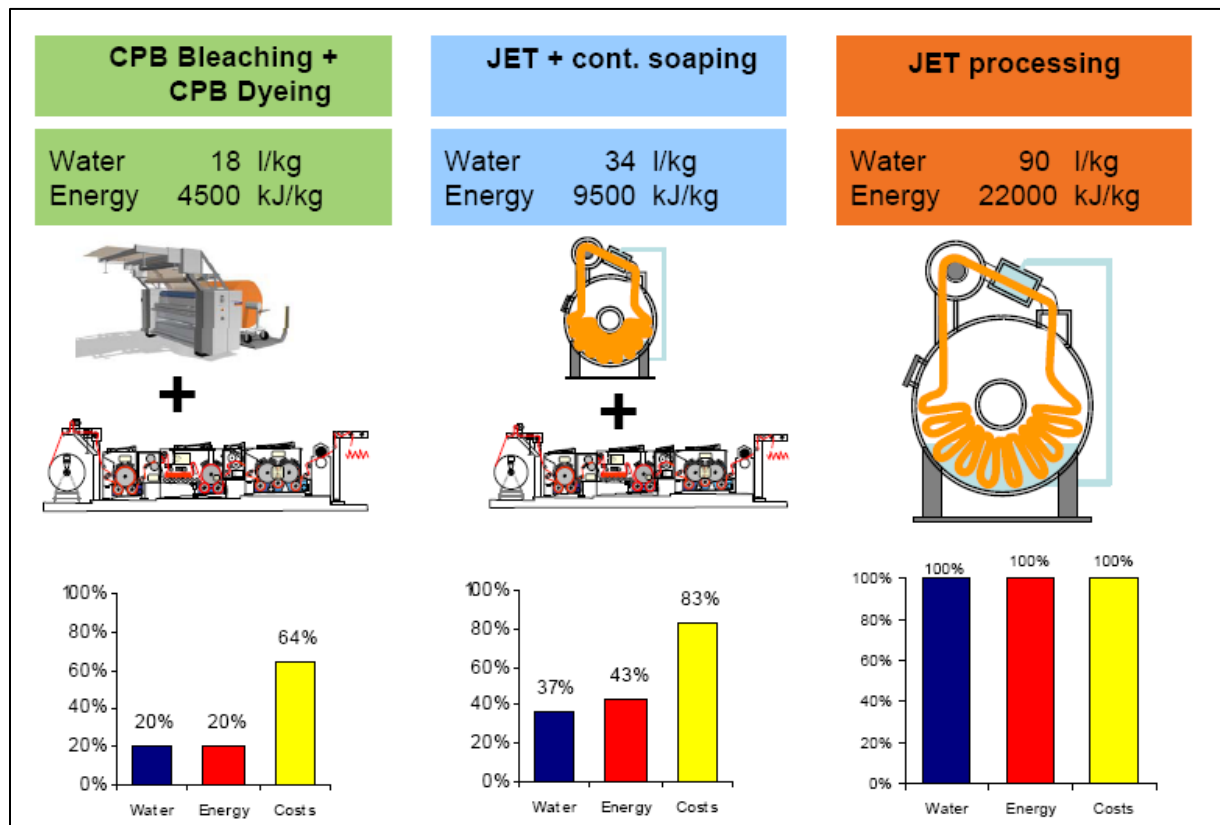 CPB Bleaching +
CPB Dyeing
Water 18 l/kg
Energy 4500 kJ/kg
+
100%
80%
60%
40%
20%
0%
20%
20%
64%
Water Energy Costs
JET + cont. soaping
Water 34 l/kg
Energy 9500 kJ/kg
+
100%
80%
60%
40%
20%
0%
37%
43%
83%
Water Energy Costs
JET processing
Water 90 l/kg
Energy 22000 kJ/kg
100%
80%
60%
40%
20%
0%
100%
100%
100%
Water Energy Costs